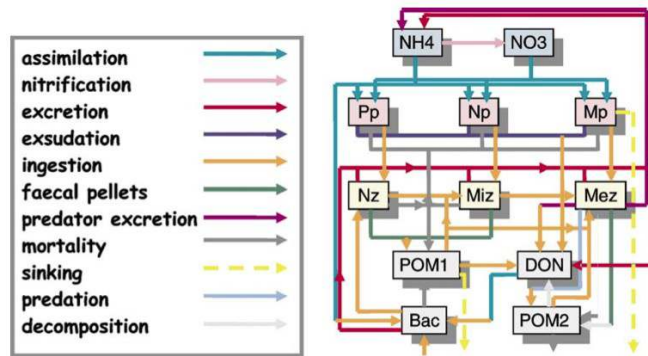 assimilation
nitrification
excretion
exsudation
ingestion
faecal pellets
predator excretion
mortality
sinking
predation
decomposition
NH4 NO3
Pp Np Mp
Nz Miz Mez
POM1 DON
Bac POM2